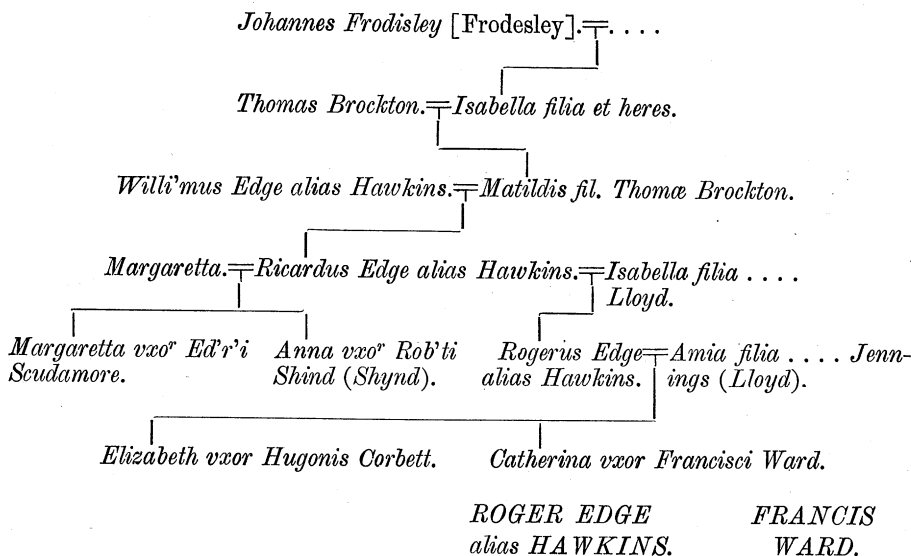 Johannes Frodisley [Frodesley].=. . . .
Thomas Brockton.=Isabella filia et heres.
Willi'mus Edge alias Hawkins.=Matildis fil. Thomæ Brockton.
Margaretta.=Ricardus Edge alias Hawkins.=Isabella filia . . . .
Lloyd.
Margaretta vxoʳ Ed'r'i
Scudamore.
Anna vxoʳ Rob'ti
Shind (Shynd).
Rogerus Edge=Amia filia . . . . Jenn-
alias Hawkins. ings (Lloyd).
Elizabeth vxor Hugonis Corbett.
Catherina vxor Francisci Ward.
ROGER EDGE
alias HAWKINS.
FRANCIS
WARD.